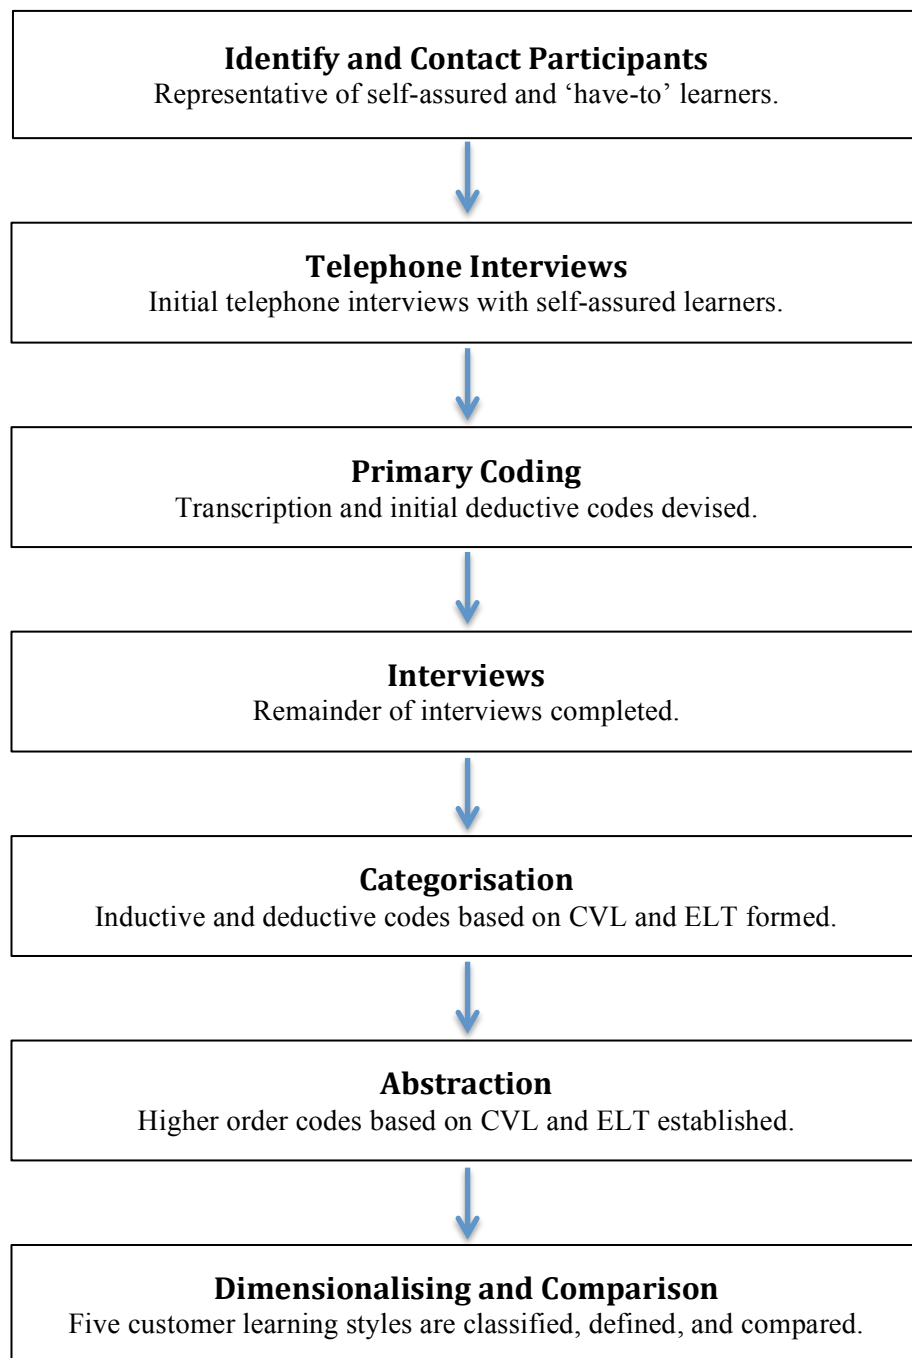 Identify and Contact Participants
Representative of self-assured and ‘have-to’ learners.
Telephone Interviews
Initial telephone interviews with self-assured learners.
Primary Coding
Transcription and initial deductive codes devised.
Interviews
Remainder of interviews completed.
Categorisation
Inductive and deductive codes based on CVL and ELT formed.
Abstraction
Higher order codes based on CVL and ELT established.
Dimensionalising and Comparison
Five customer learning styles are classified, defined, and compared.